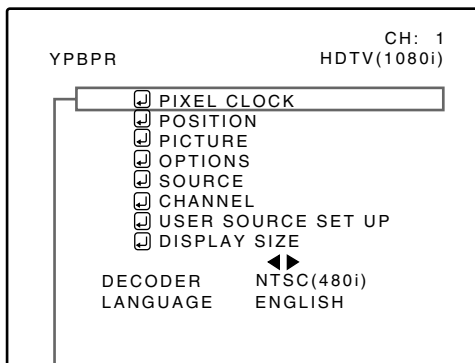 CH: 1
YPBPR HDTV(1080i)
PIXEL CLOCK
POSITION
PICTURE
OPTIONS
SOURCE
CHANNEL
USER SOURCE SET UP
DISPLAY SIZE
DECODER NTSC(480i)
LANGUAGE ENGLISH